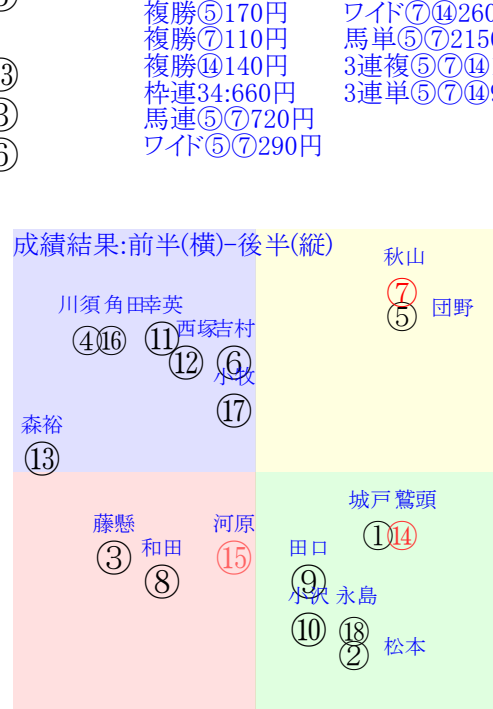 複勝⑤170円
複勝⑦110円
複勝⑭140円
枠連34:660円
馬連⑤⑦720円
ワイド⑤⑦290円
ワイド⑦⑭260
馬単⑤⑦2150
3連複⑤⑦⑭
3連単⑤⑦⑭9
成績結果:前半(横)−後半(縦)
秋山
⑦
⑤ 団野
川須 角田 幸英
④⑯ ⑪
西塚 吉村
⑫ ⑥
小牧
⑰
森裕
⑬
城戸 鷲頭
①⑭
藤懸 和田 河原
③ ⑧ ⑮
田口
⑨
小沢 永島
⑩ ⑱
② 松本